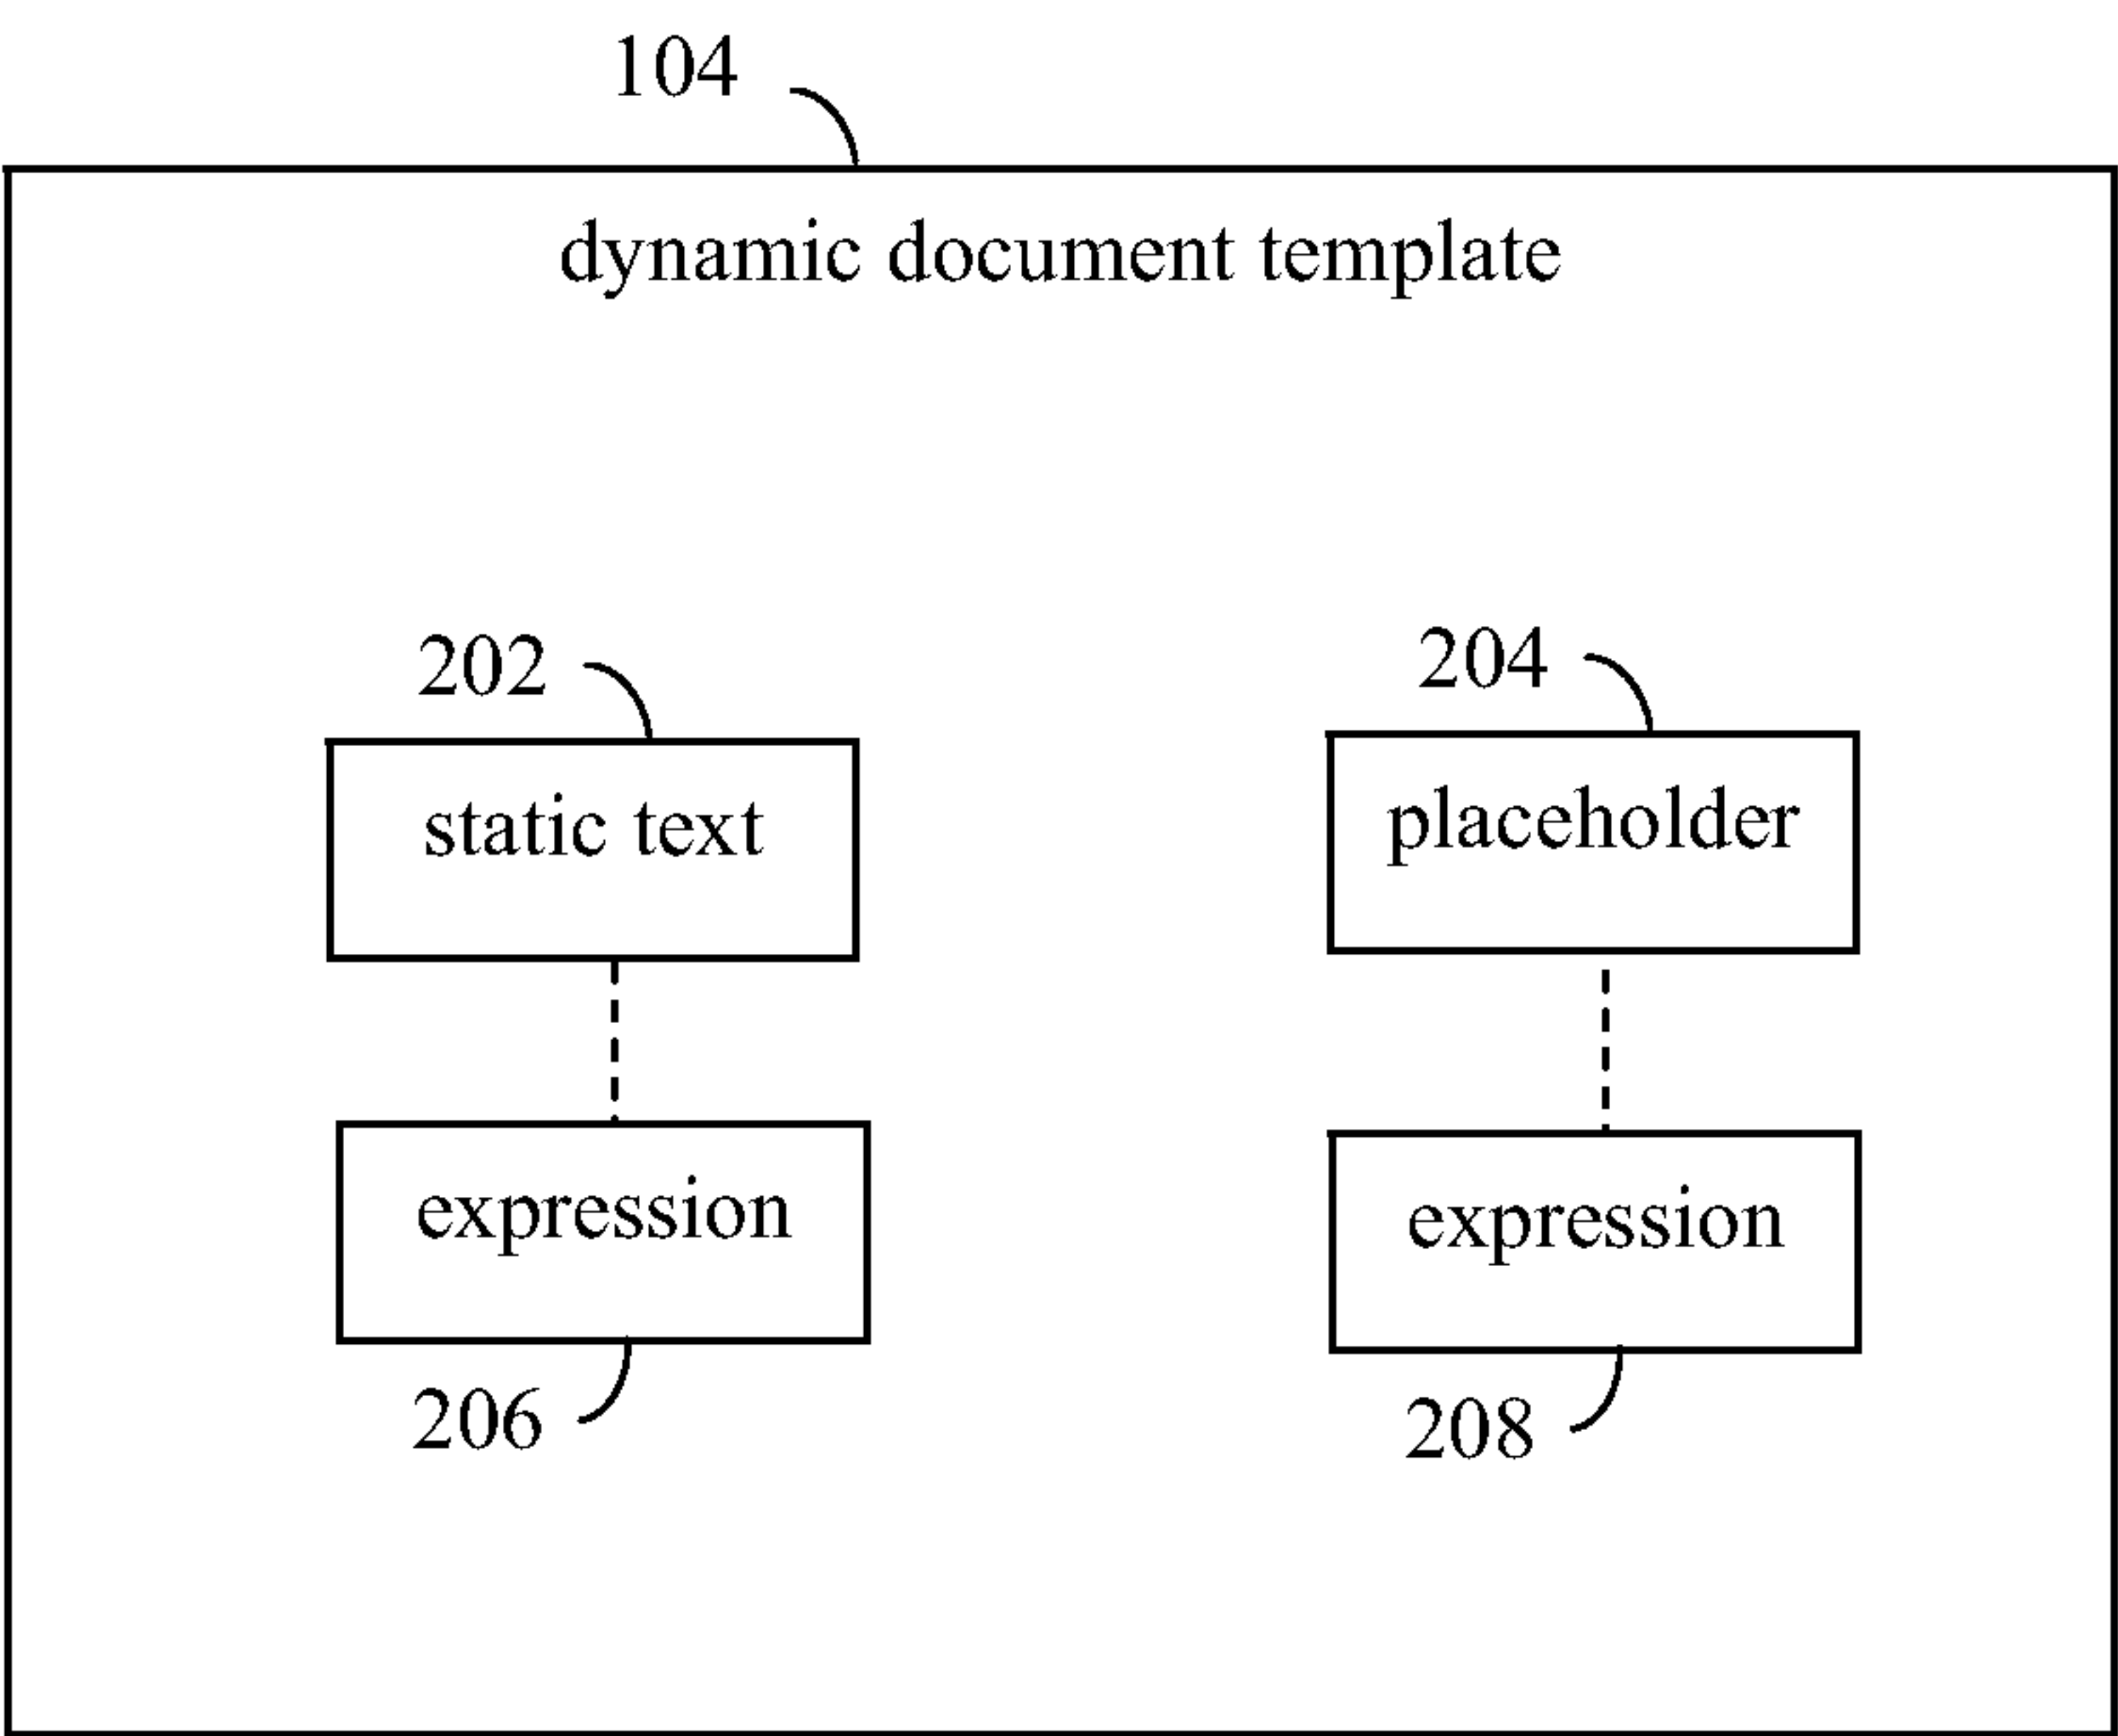 104
dynamic document template
202
204
static text
placeholder
expression
expression
206
208